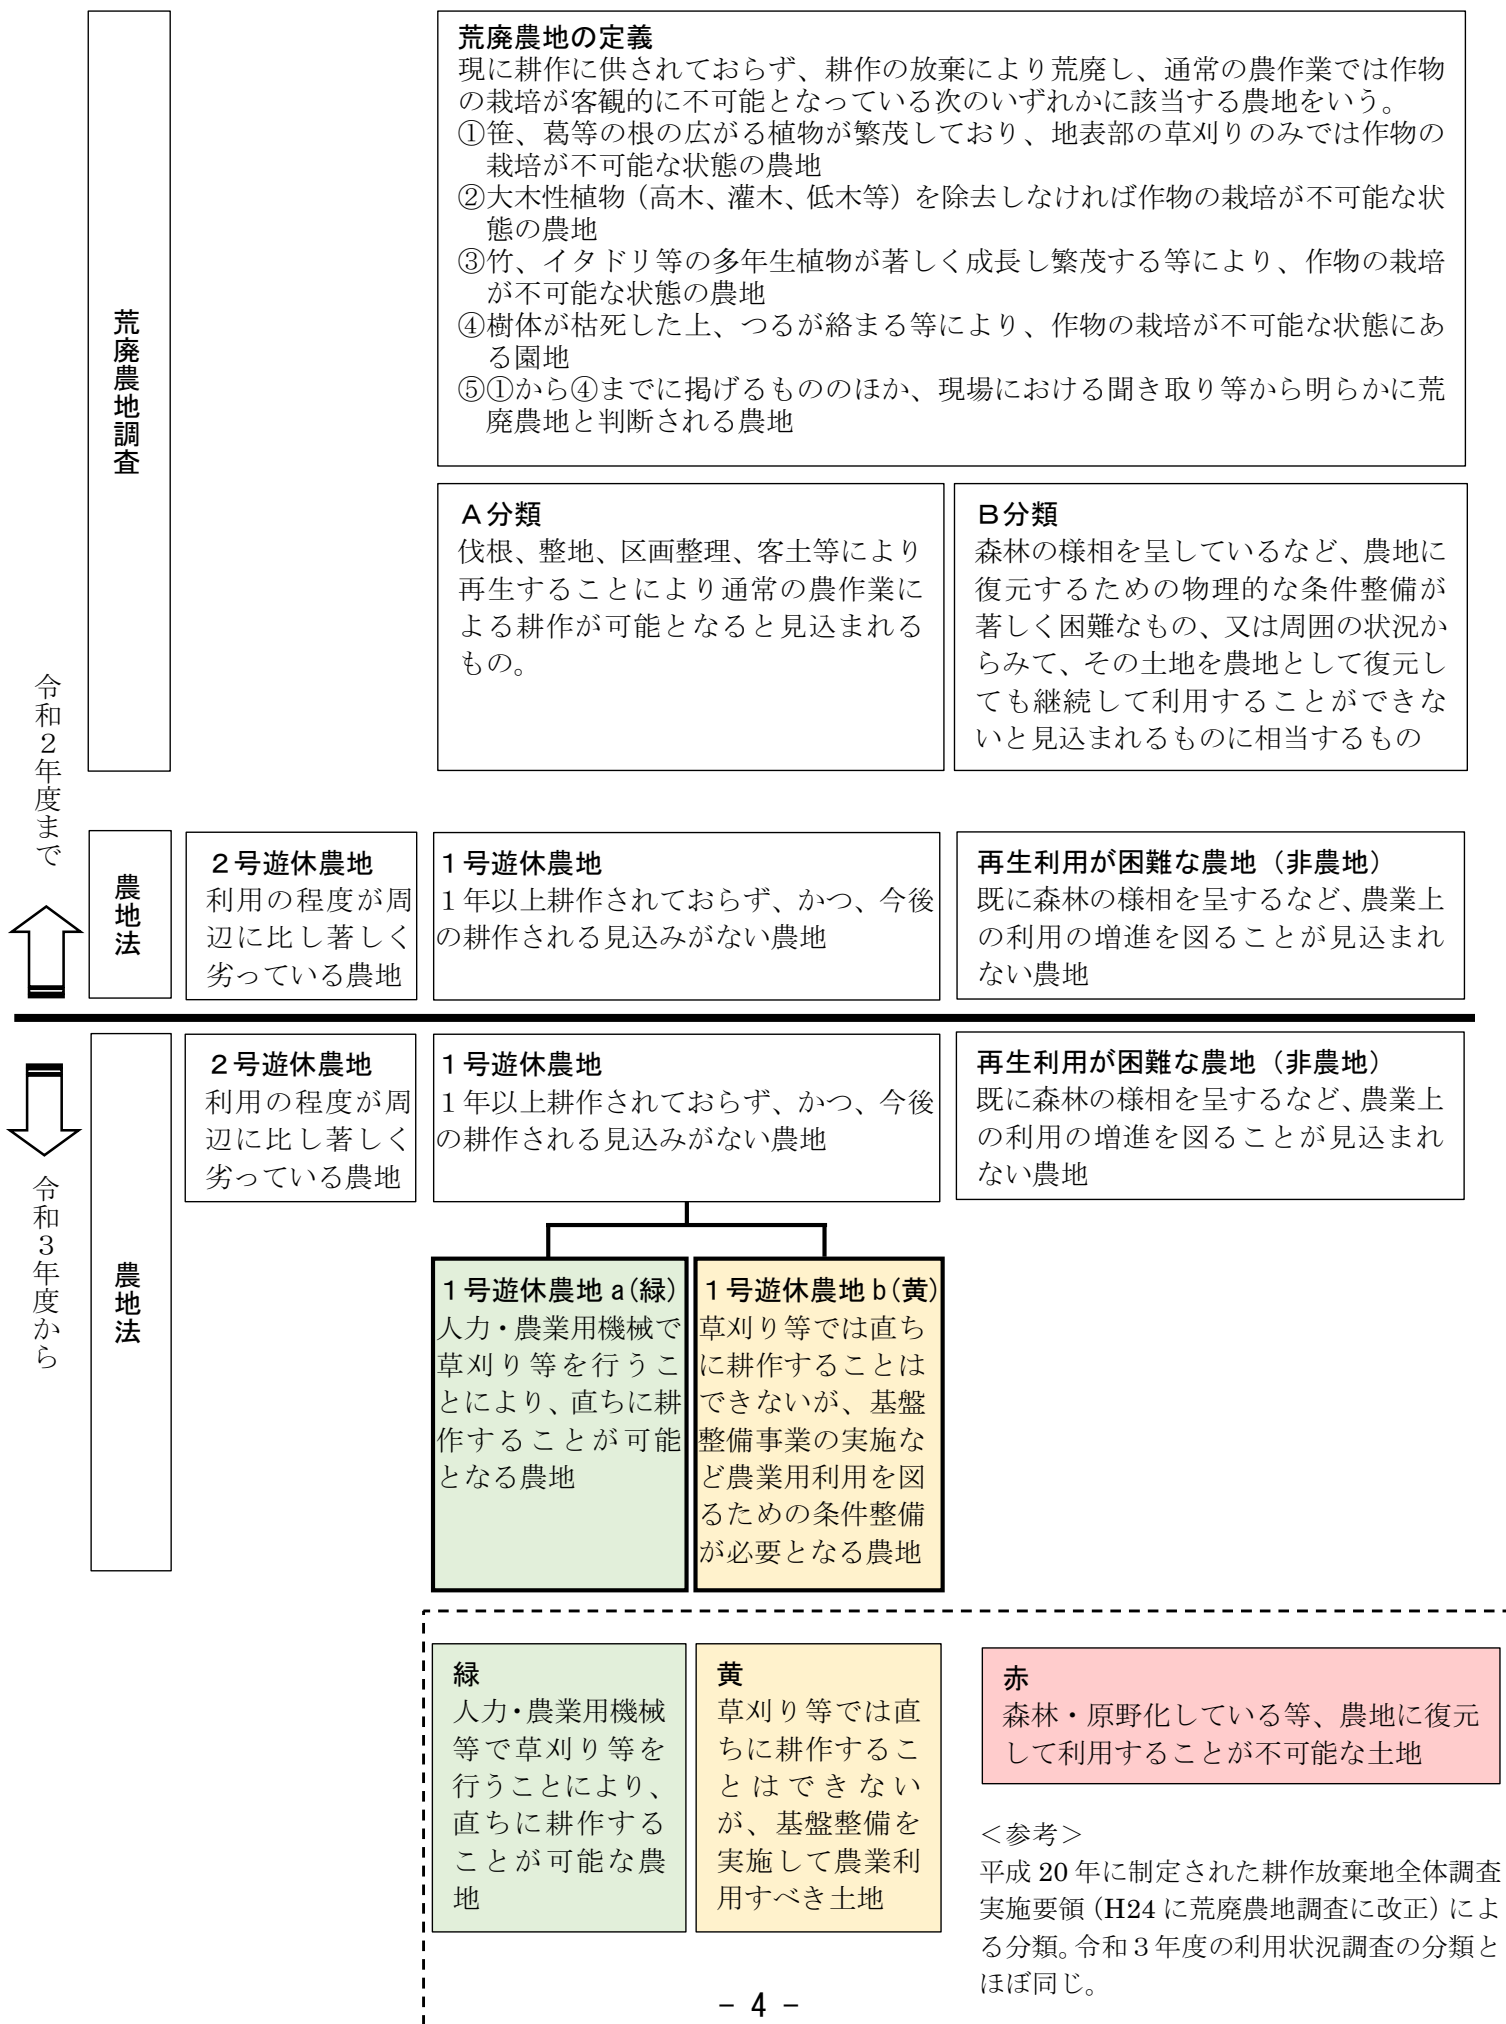 荒廃農地調査
荒廃農地の定義
現に耕作に供されておらず、耕作の放棄により荒廃し、通常の農作業では作物
の栽培が客観的に不可能となっている次のいずれかに該当する農地をいう。
①笹、葛等の根の広がる植物が繁茂しており、地表部の草刈りのみでは作物の
栽培が不可能な状態の農地
②大木性植物（高木、灌木、低木等）を除去しなければ作物の栽培が不可能な状
態の農地
③竹、イタドリ等の多年生植物が著しく成長し繁茂する等により、作物の栽培
が不可能な状態の農地
④樹体が枯死した上、つるが絡まる等により、作物の栽培が不可能な状態にあ
る園地
⑤①から④までに掲げるもののほか、現場における聞き取り等から明らかに荒
廃農地と判断される農地
Ａ分類
伐根、整地、区画整理、客土等により
再生することにより通常の農作業に
よる耕作が可能となると見込まれる
もの。
Ｂ分類
森林の様相を呈しているなど、農地に
復元するための物理的な条件整備が
著しく困難なもの、又は周囲の状況か
らみて、その土地を農地として復元し
ても継続して利用することができな
いと見込まれるものに相当するもの
令和２年度まで
農地法
２号遊休農地
利用の程度が周
辺に比し著しく
劣っている農地
１号遊休農地
１年以上耕作されておらず、かつ、今後
の耕作される見込みがない農地
再生利用が困難な農地（非農地）
既に森林の様相を呈するなど、農業上
の利用の増進を図ることが見込まれ
ない農地
令和３年度から
農地法
２号遊休農地
利用の程度が周
辺に比し著しく
劣っている農地
１号遊休農地
１年以上耕作されておらず、かつ、今後
の耕作される見込みがない農地
再生利用が困難な農地（非農地）
既に森林の様相を呈するなど、農業上
の利用の増進を図ることが見込まれ
ない農地
１号遊休農地 a(緑)
人力・農業用機械で
草刈り等を行うこ
とにより、直ちに耕
作することが可能
となる農地
１号遊休農地 b(黄)
草刈り等では直ち
に耕作することは
できないが、基盤
整備事業の実施な
ど農業用利用を図
るための条件整備
が必要となる農地
緑
人力・農業用機械
等で草刈り等を
行うことにより、
直ちに耕作する
ことが可能な農
地
黄
草刈り等では直
ちに耕作するこ
とはできない
が、基盤整備を
実施して農業利
用すべき土地
赤
森林・原野化している等、農地に復元
して利用することが不可能な土地
＜参考＞
平成 20 年に制定された耕作放棄地全体調査
実施要領（H24 に荒廃農地調査に改正）によ
る分類。令和３年度の利用状況調査の分類と
ほぼ同じ。
- 4 -